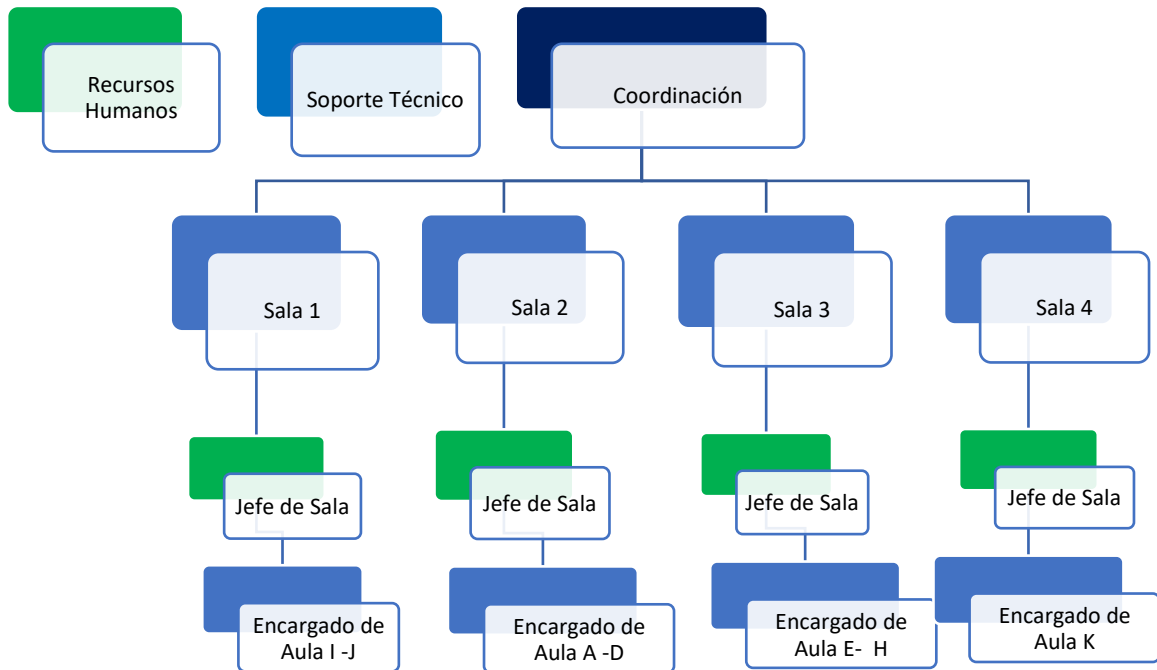 Recursos
Humanos
Soporte Técnico
Coordinación
Sala 1
Sala 2
Sala 3
Sala 4
Jefe de Sala
Jefe de Sala
Jefe de Sala
Jefe de Sala
Encargado de
Aula I -J
Encargado de
Aula A -D
Encargado de
Aula E-  H
Encargado de
Aula K